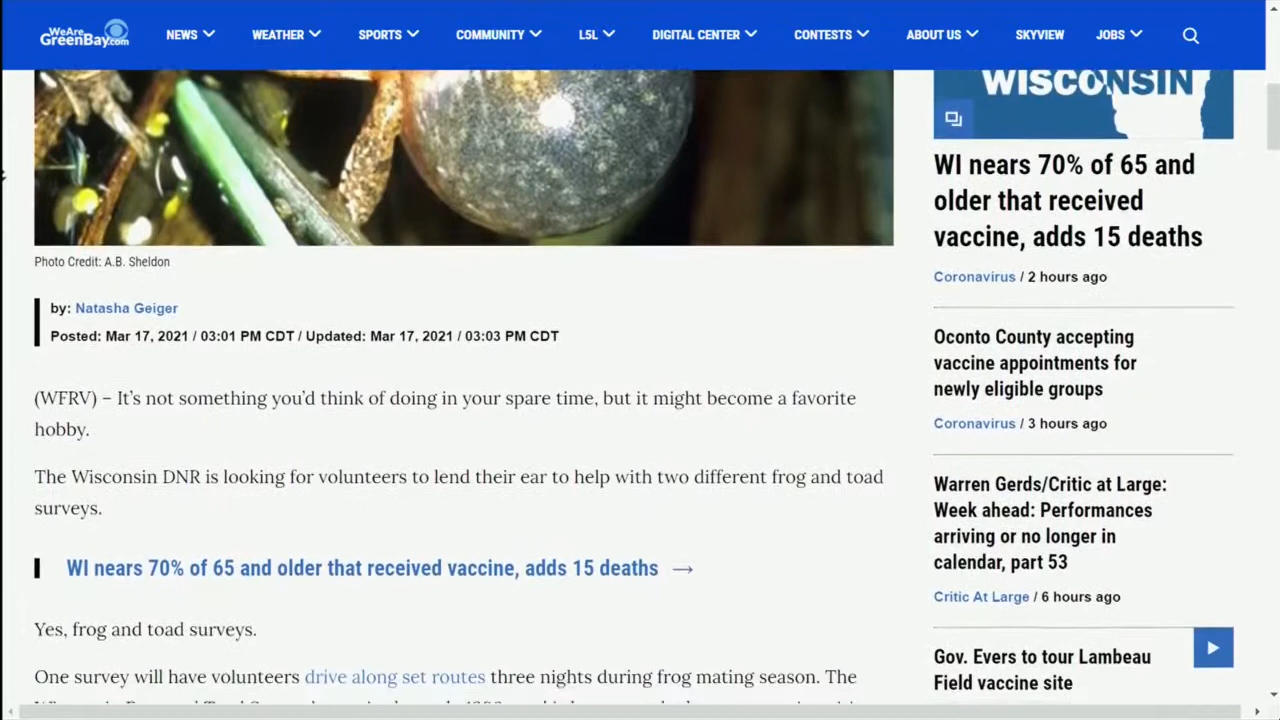 WeAre
GreenBay.com
NEWS
WEATHER
SPORTS
COMMUNITY
L5L
DIGITAL CENTER
CONTESTS
ABOUT US
SKYVIEW
JOBS
Photo Credit: A.B. Sheldon
by: Natasha Geiger
Posted: Mar 17, 2021 / 03:01 PM CDT / Updated: Mar 17, 2021 / 03:03 PM CDT
(WFRV) – It’s not something you’d think of doing in your spare time, but it might become a favorite
hobby.
The Wisconsin DNR is looking for volunteers to lend their ear to help with two different frog and toad
surveys.
WI nears 70% of 65 and older that received vaccine, adds 15 deaths →
Yes, frog and toad surveys.
One survey will have volunteers drive along set routes three nights during frog mating season. The
WISCONSIN
WI nears 70% of 65 and
older that received
vaccine, adds 15 deaths
Coronavirus / 2 hours ago
Oconto County accepting
vaccine appointments for
newly eligible groups
Coronavirus / 3 hours ago
Warren Gerds/Critic at Large:
Week ahead: Performances
arriving or no longer in
calendar, part 53
Critic At Large / 6 hours ago
Gov. Evers to tour Lambeau
Field vaccine site